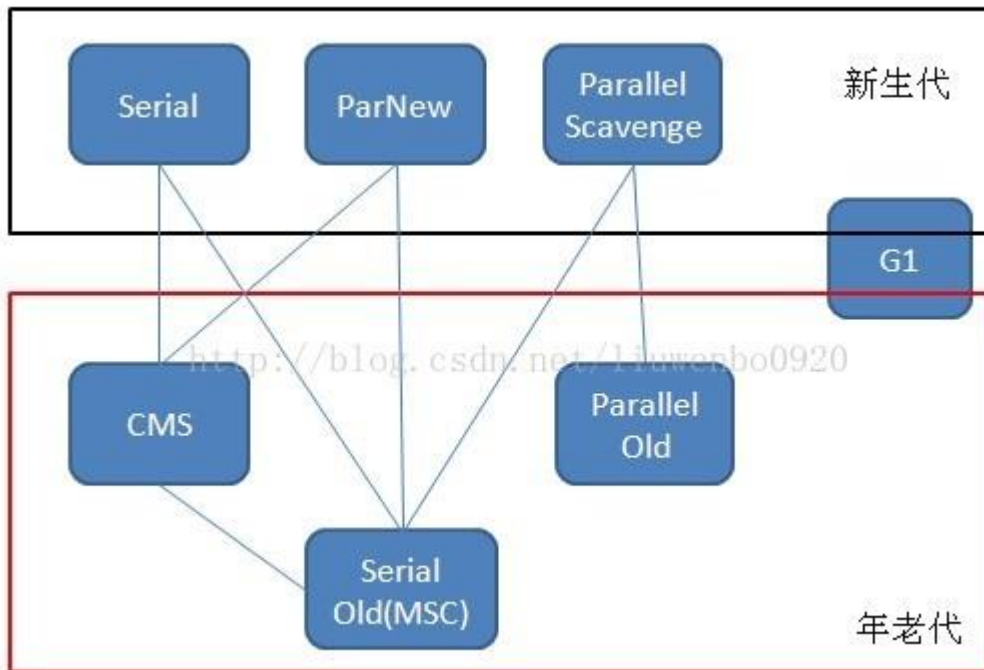 Serial
ParNew
Parallel
Scavenge
新生代
G1
http://blog.csdn.net/liuwenbo0920
CMS
Parallel
Old
Serial
Old(MSC)
年老代